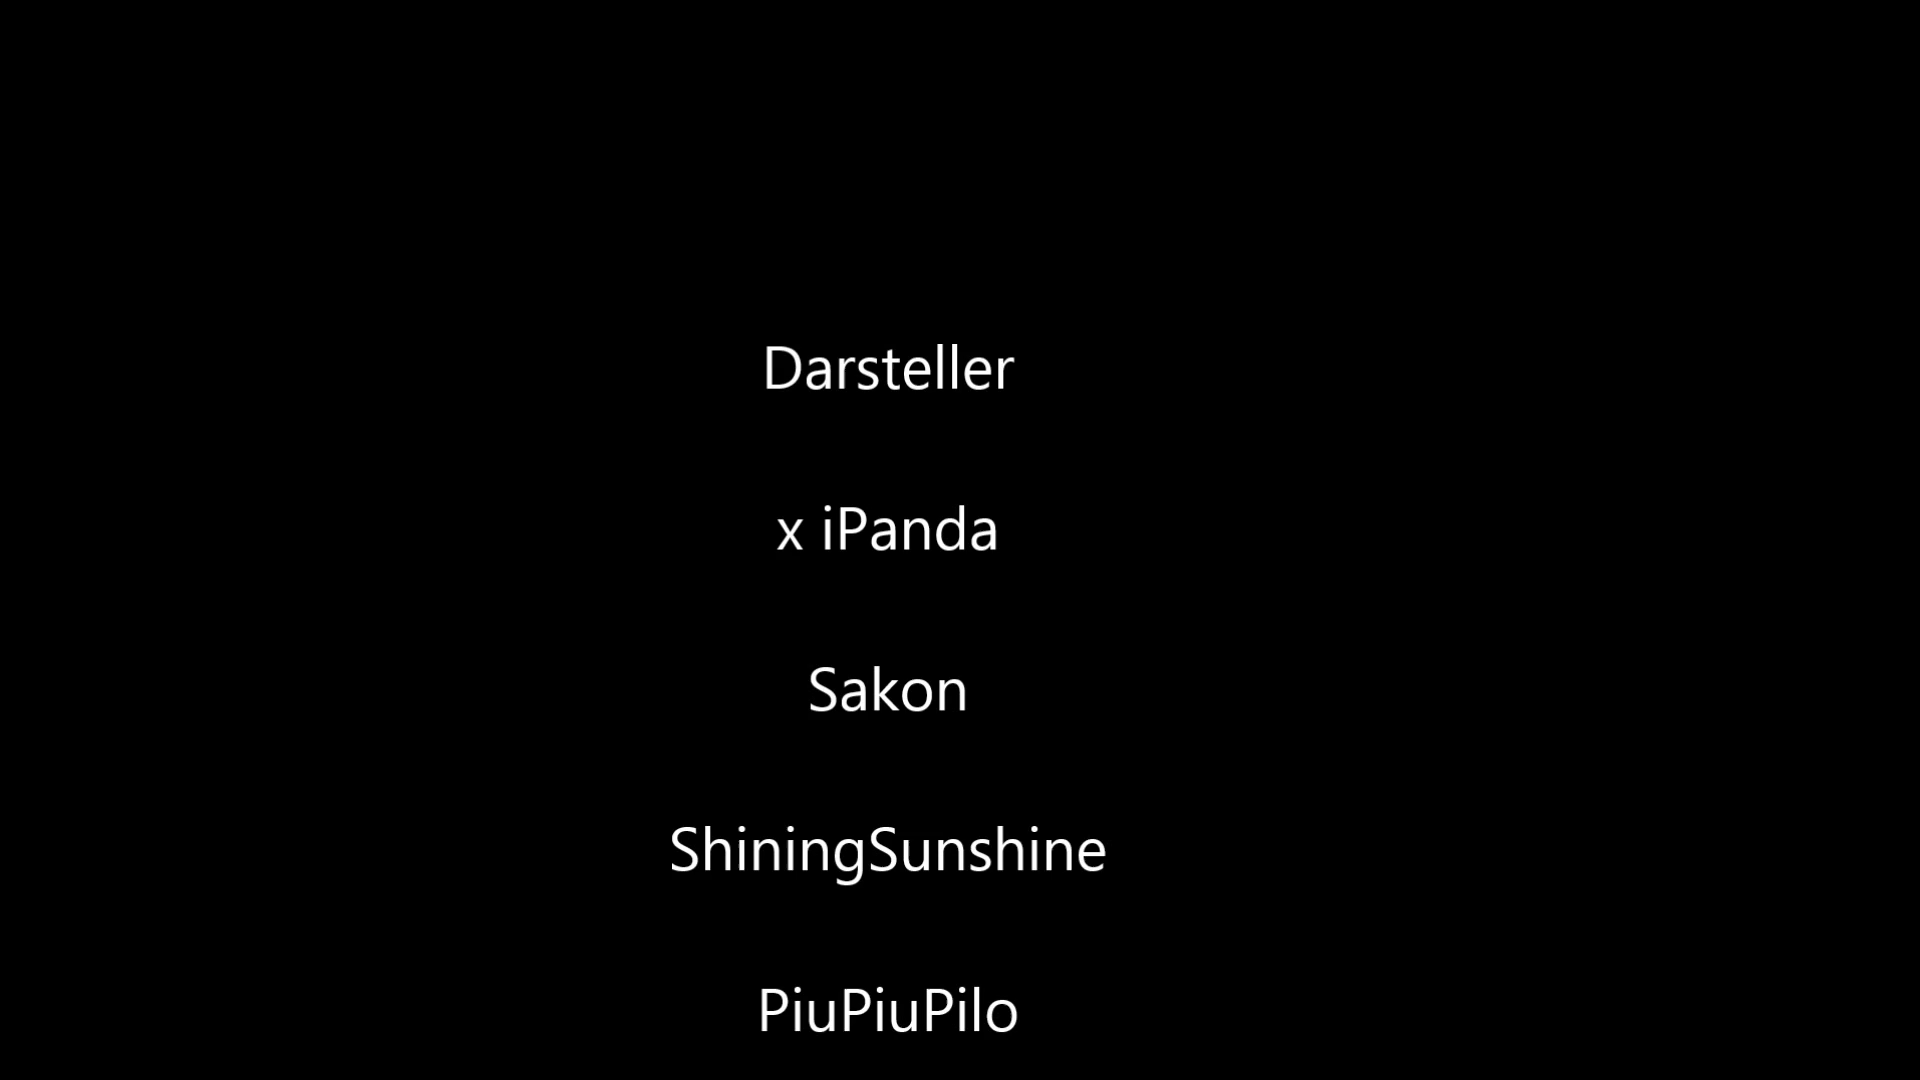 Darsteller
x iPanda
Sakon
ShiningSunshine
PiuPiuPilo